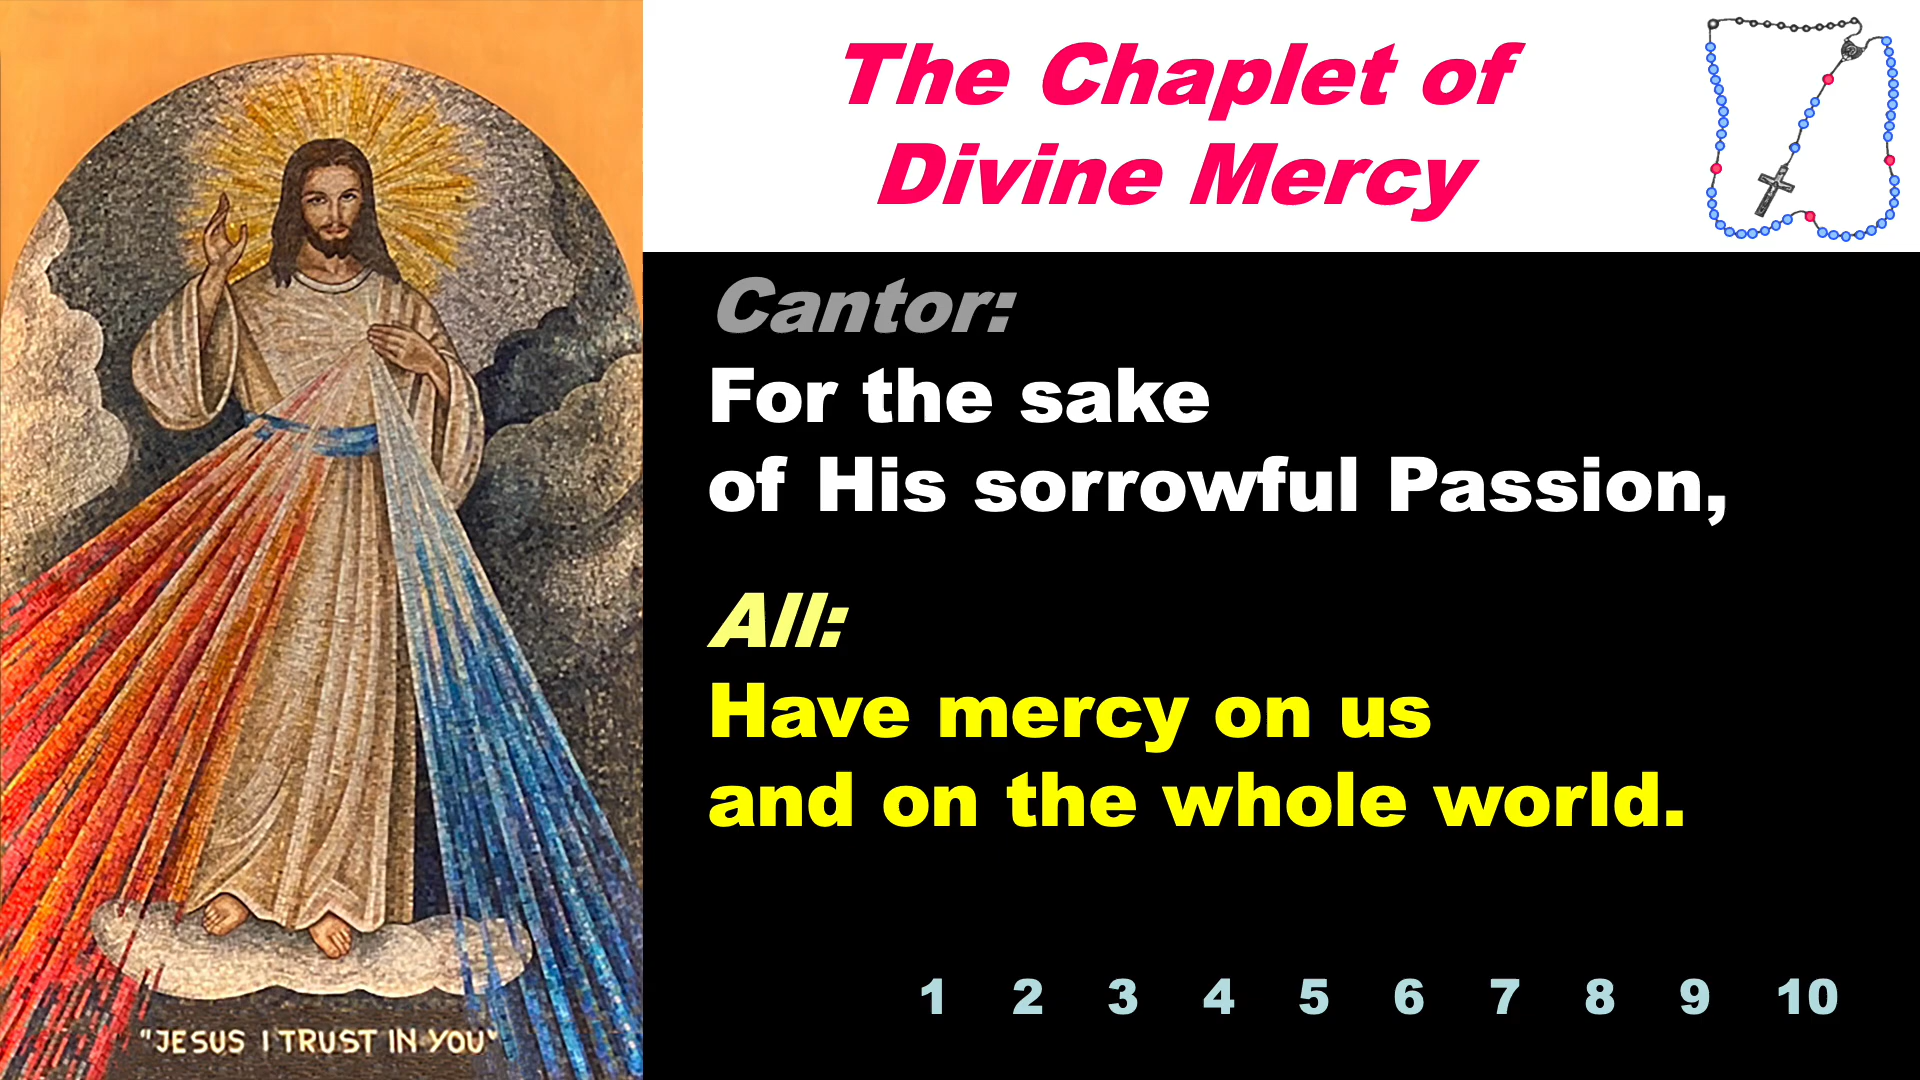 The Chaplet of
Divine Mercy
Cantor:
For the sake
of His sorrowful Passion,
All:
Have mercy on us
and on the whole world.
1 2 3 4 5 6 7 8 9 10
"JESUS I TRUST IN YOU"